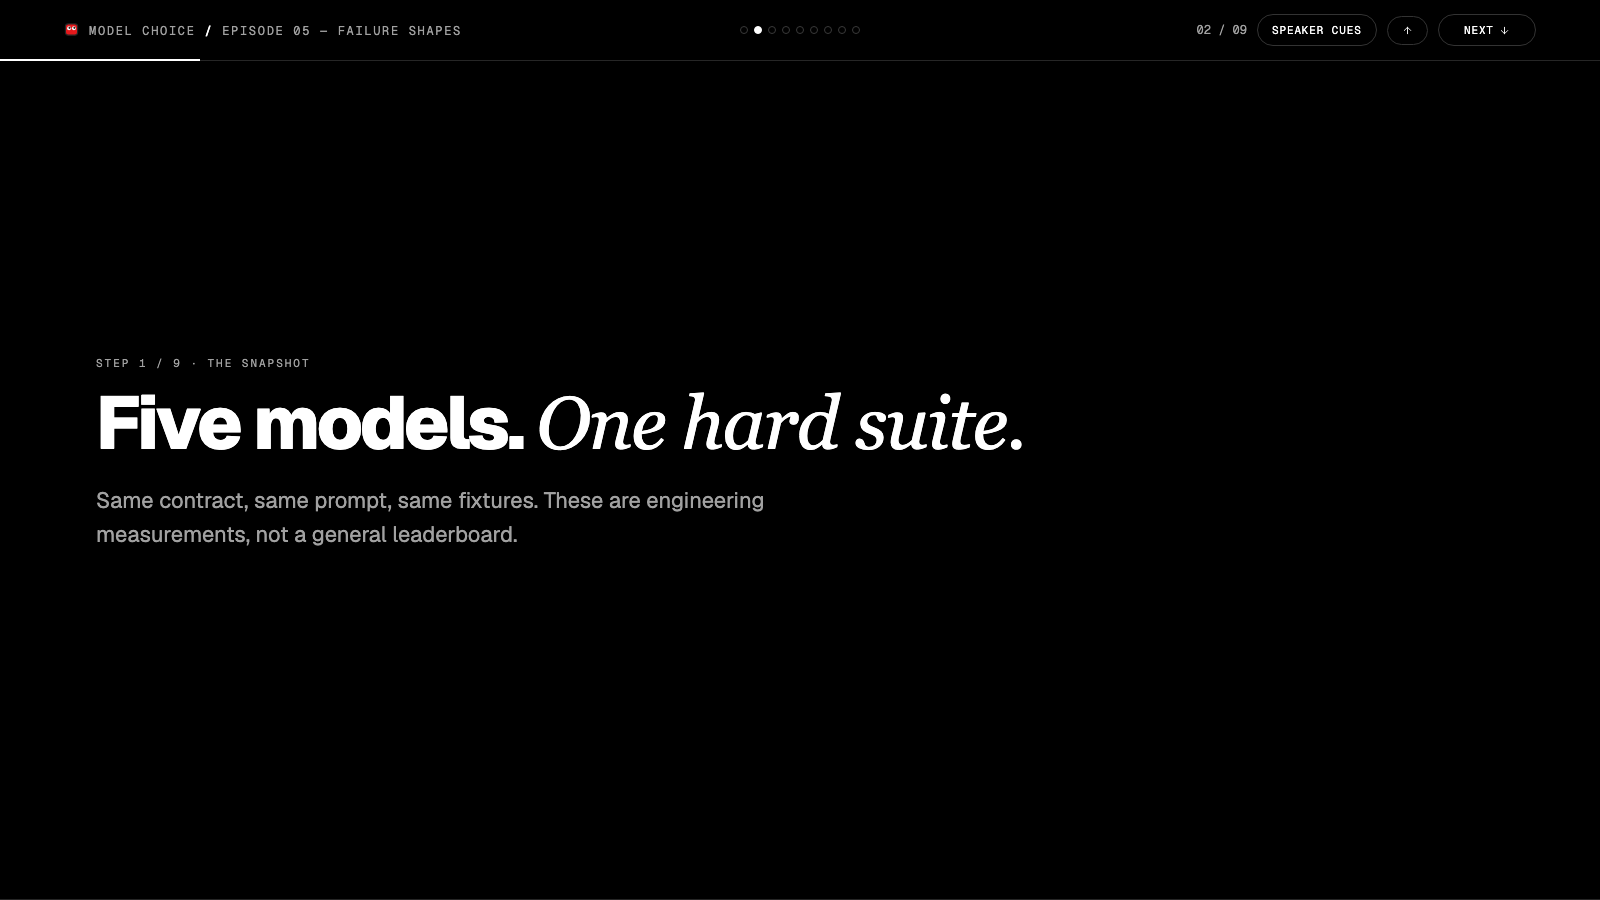 MODEL CHOICE / EPISODE 05 — FAILURE SHAPES
02 / 09
SPEAKER CUES
↑
NEXT ↓
STEP 1 / 9 · THE SNAPSHOT
Five models. One hard suite.
Same contract, same prompt, same fixtures. These are engineering
measurements, not a general leaderboard.